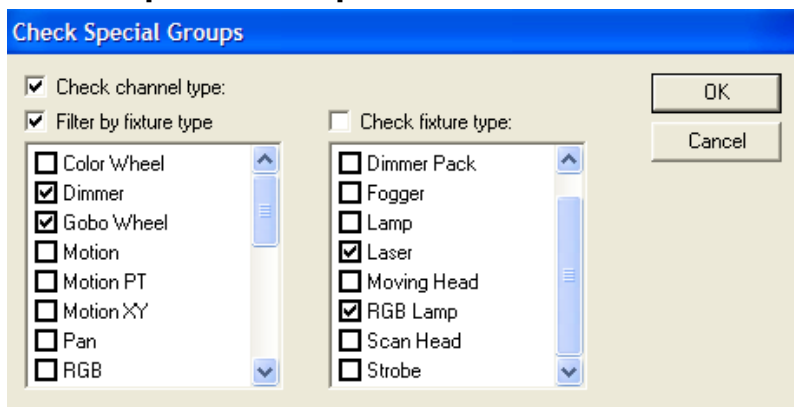 Check Special Groups
Check channel type:
Filter by fixture type
Check fixture type:
OK
Cancel
Color Wheel
Dimmer
Gobo Wheel
Motion
Motion PT
Motion XY
Pan
RGB
Dimmer Pack
Fogger
Lamp
Laser
Moving Head
RGB Lamp
Scan Head
Strobe